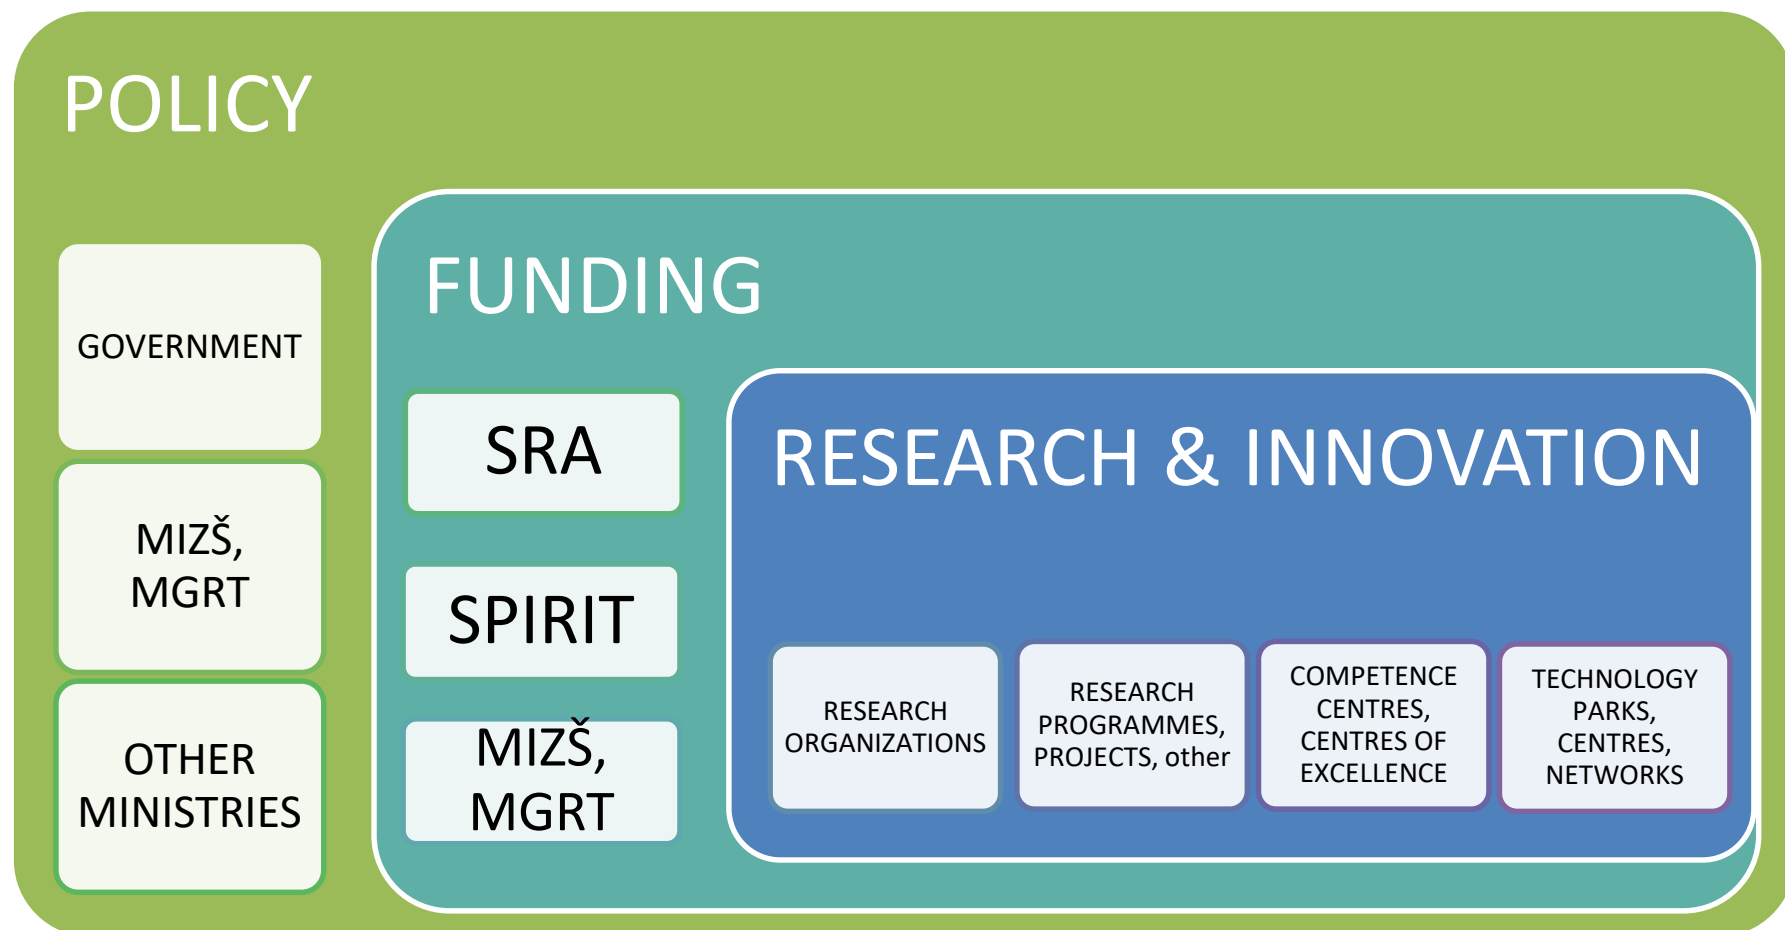 POLICY
GOVERNMENT
MIZŠ,
MGRT
OTHER
MINISTRIES
FUNDING
SRA
SPIRIT
MIZŠ,
MGRT
RESEARCH & INNOVATION
RESEARCH
ORGANIZATIONS
RESEARCH
PROGRAMMES,
PROJECTS, other
COMPETENCE
CENTRES,
CENTRES OF
EXCELLENCE
TECHNOLOGY
PARKS,
CENTRES,
NETWORKS